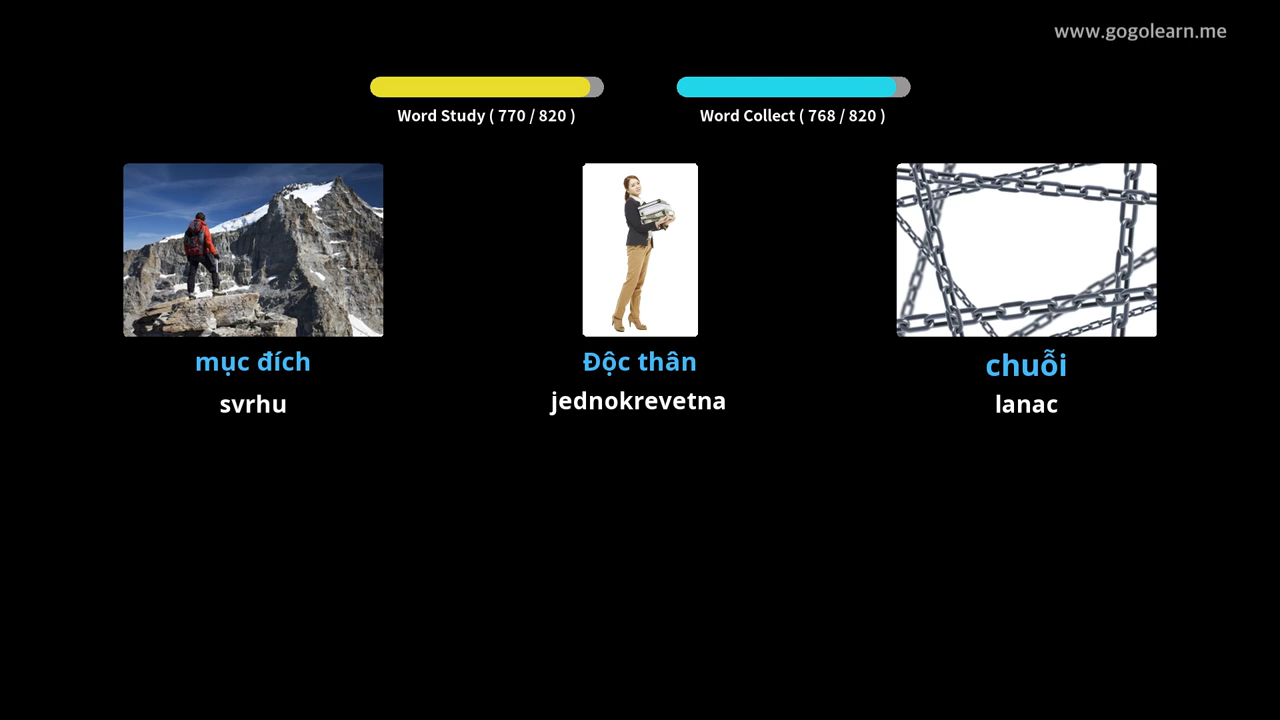 www.gogolearn.me
Word Study ( 770 / 820 )
Word Collect ( 768 / 820 )
mục đích
svrhu
Độc thân
jednokrevetna
chuỗi
lanac